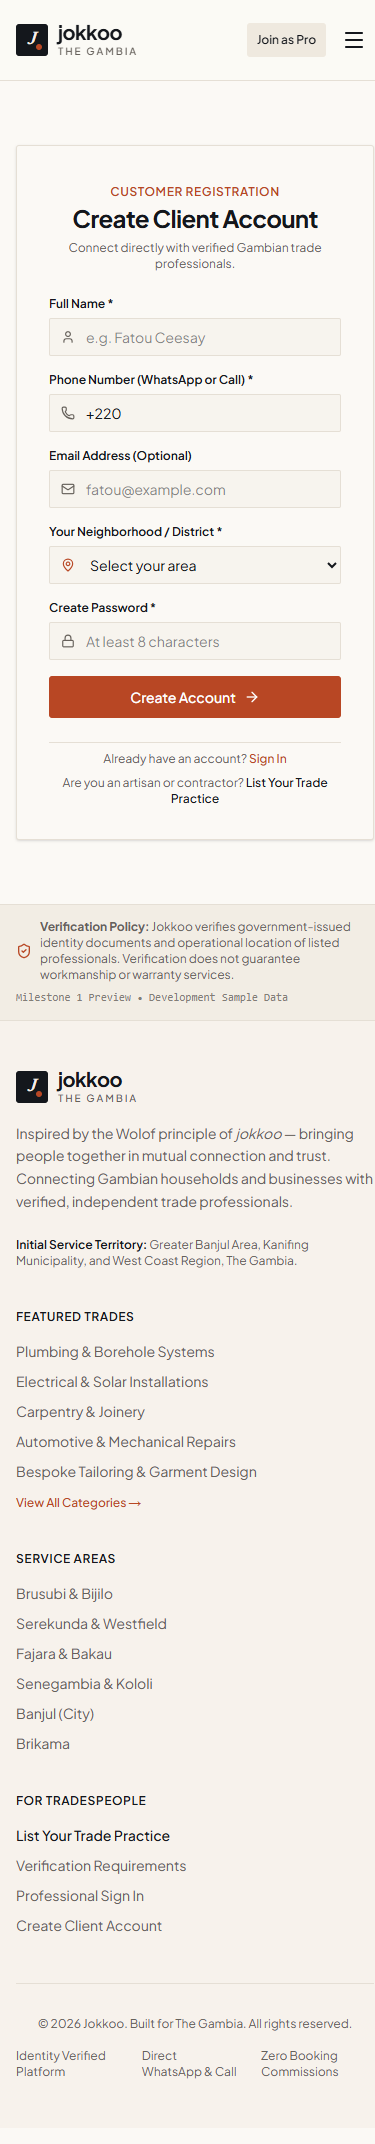 J jokkoo
THE GAMBIA
Join as Pro
CUSTOMER REGISTRATION
Create Client Account
Connect directly with verified Gambian trade
professionals.
Full Name *
e.g. Fatou Ceesay
Phone Number (WhatsApp or Call) *
+220
Email Address (Optional)
fatou@example.com
Your Neighborhood / District *
Select your area
Create Password *
At least 8 characters
Create Account →
Already have an account? Sign In
Are you an artisan or contractor? List Your Trade
Practice
Verification Policy: Jokkoo verifies government-issued
identity documents and operational location of listed
professionals. Verification does not guarantee
workmanship or warranty services.
Milestone 1 Preview • Development Sample Data
J jokkoo
THE GAMBIA
Inspired by the Wolof principle of jokkoo — bringing
people together in mutual connection and trust.
Connecting Gambian households and businesses with
verified, independent trade professionals.
Initial Service Territory: Greater Banjul Area, Kanifing
Municipality, and West Coast Region, The Gambia.
FEATURED TRADES
Plumbing & Borehole Systems
Electrical & Solar Installations
Carpentry & Joinery
Automotive & Mechanical Repairs
Bespoke Tailoring & Garment Design
View All Categories →
SERVICE AREAS
Brusubi & Bijilo
Serekunda & Westfield
Fajara & Bakau
Senegambia & Kololi
Banjul (City)
Brikama
FOR TRADESPEOPLE
List Your Trade Practice
Verification Requirements
Professional Sign In
Create Client Account
© 2026 Jokkoo. Built for The Gambia. All rights reserved.
Identity Verified
Platform
Direct
WhatsApp & Call
Zero Booking
Commissions